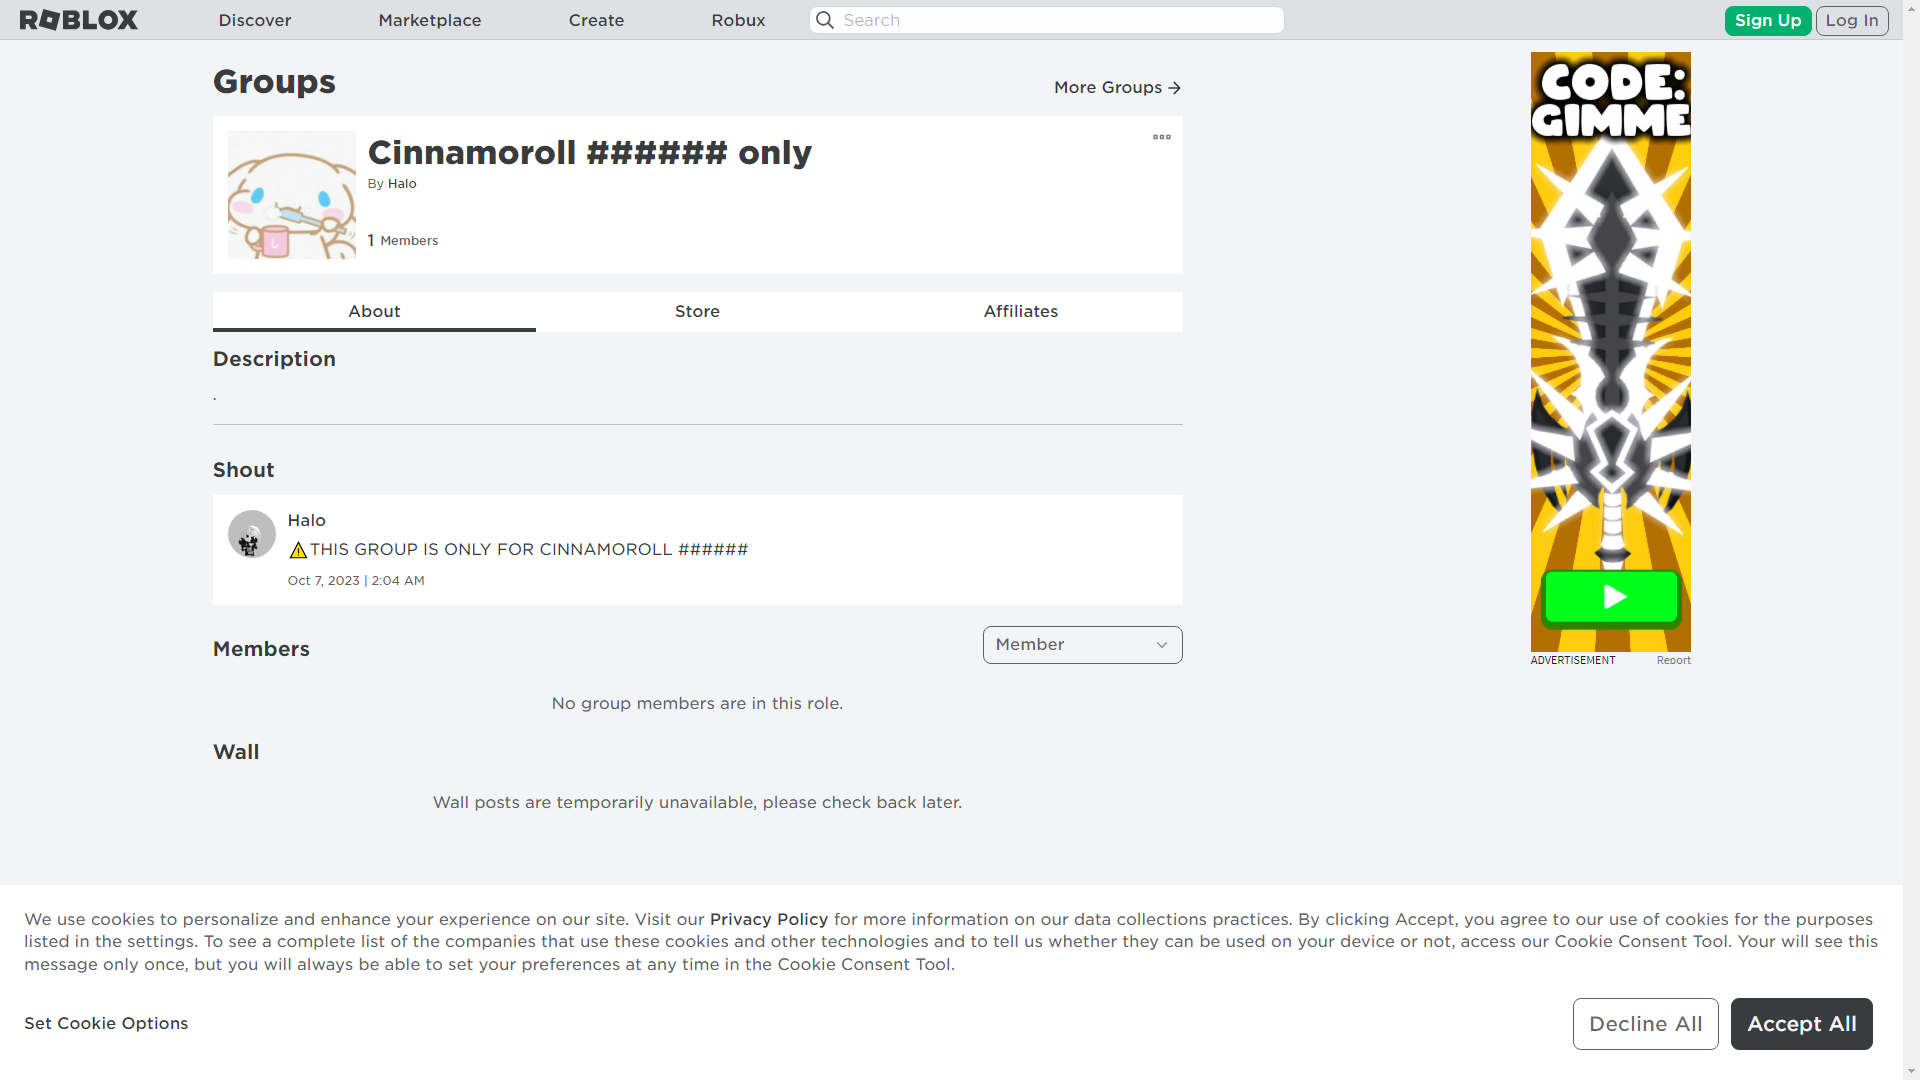 ROBLOX Discover Marketplace Create Robux Search Sign Up Log In
Groups
More Groups
Cinnamoroll ###### only
By Halo
1 Members
About Store Affiliates
Description
.
Shout
Halo
⚠️THIS GROUP IS ONLY FOR CINNAMOROLL ######
Oct 7, 2023 | 2:04 AM
Members
Member
No group members are in this role.
Wall
Wall posts are temporarily unavailable, please check back later.
CODE:
GIMME
ADVERTISEMENT Report
We use cookies to personalize and enhance your experience on our site. Visit our Privacy Policy for more information on our data collections practices. By clicking Accept, you agree to our use of cookies for the purposes
listed in the settings. To see a complete list of the companies that use these cookies and other technologies and to tell us whether they can be used on your device or not, access our Cookie Consent Tool. Your will see this
message only once, but you will always be able to set your preferences at any time in the Cookie Consent Tool.
Set Cookie Options
Decline All
Accept All